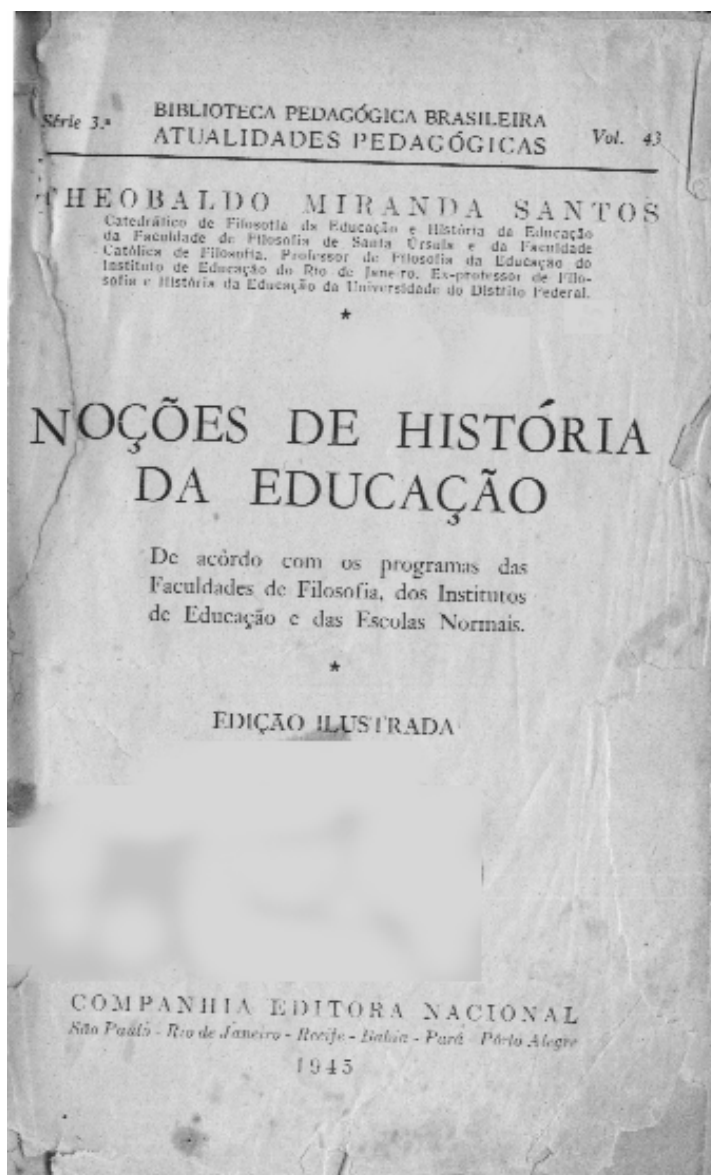 BIBLIOTECA PEDAGÓGICA BRASILEIRA
Série 3.ª ATUALIDADES PEDAGÓGICAS Vol. 43
THEOBALDO MIRANDA SANTOS
Catedrático de Filosofia da Educação e História da Educação
da Faculdade de Filosofia de Santa Úrsula e da Faculdade
Católica de Filosofia. Professor de Filosofia da Educação do
Instituto de Educação do Rio de Janeiro. Ex-professor de Filo-
sofia e História da Educação da Universidade do Distrito Federal.
*
NOÇÕES DE HISTÓRIA
DA EDUCAÇÃO
De acôrdo com os programas das
Faculdades de Filosofia, dos Institutos
de Educação e das Escolas Normais.
*
EDIÇÃO ILUSTRADA
COMPANHIA EDITORA NACIONAL
São Paulo - Rio de Janeiro - Recife - Bahia - Pará - Pôrto Alegre
1945